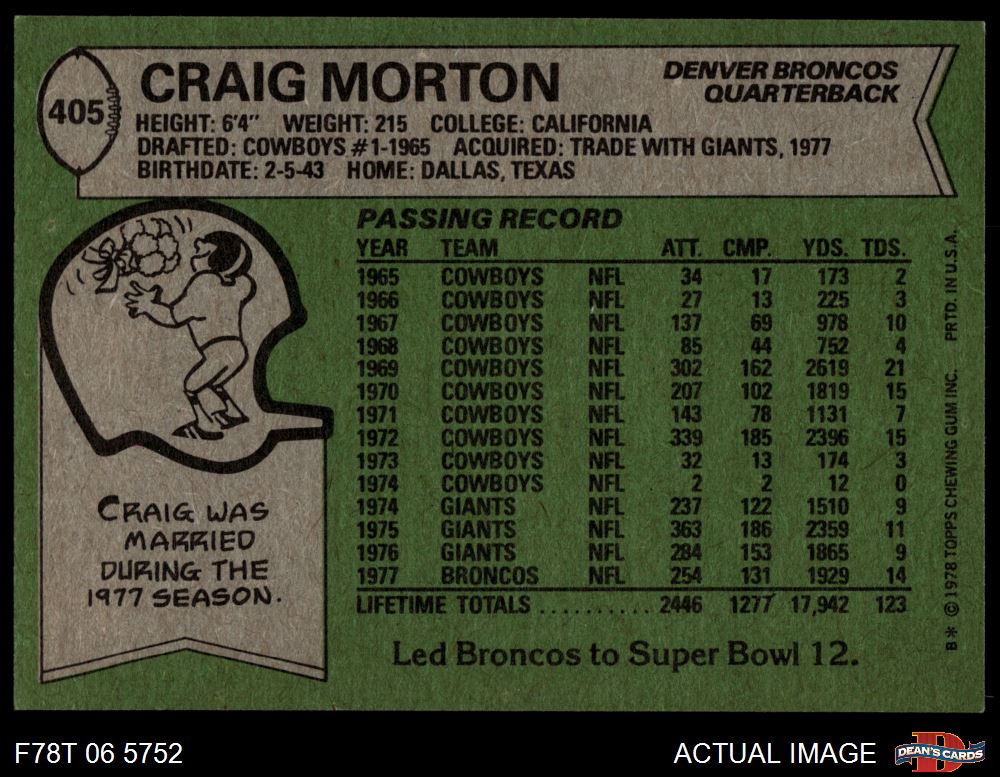 405
CRAIG MORTON
DENVER BRONCOS
QUARTERBACK
HEIGHT: 6'4" WEIGHT: 215 COLLEGE: CALIFORNIA
DRAFTED: COWBOYS #1-1965 ACQUIRED: TRADE WITH GIANTS, 1977
BIRTHDATE: 2-5-43 HOME: DALLAS, TEXAS
PASSING RECORD
YEAR TEAM ATT. CMP. YDS. TDS.
1965 COWBOYS NFL 34 17 173 2
1966 COWBOYS NFL 27 13 225 3
1967 COWBOYS NFL 137 69 978 10
1968 COWBOYS NFL 85 44 752 4
1969 COWBOYS NFL 302 162 2619 21
1970 COWBOYS NFL 207 102 1819 15
1971 COWBOYS NFL 143 78 1131 7
1972 COWBOYS NFL 339 185 2396 15
1973 COWBOYS NFL 32 13 174 3
1974 COWBOYS NFL 2 2 12 0
1974 GIANTS NFL 237 122 1510 9
1975 GIANTS NFL 363 186 2359 11
1976 GIANTS NFL 284 153 1865 9
1977 BRONCOS NFL 254 131 1929 14
LIFETIME TOTALS .......... 2446 1277 17,942 123
Led Broncos to Super Bowl 12.
CRAIG WAS
MARRIED
DURING THE
1977 SEASON.
B* © 1978 TOPPS CHEWING GUM INC. PRTD. IN U.S.A.
F78T 06 5752
ACTUAL IMAGE
D
DEAN'S CARDS